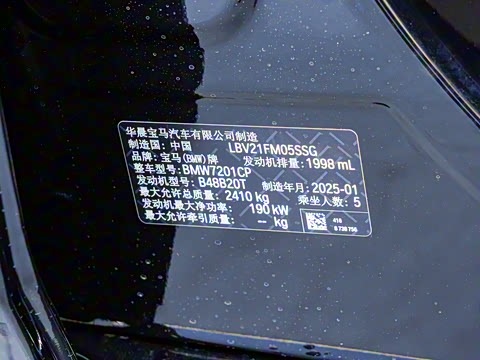 华晨宝马汽车有限公司制造
制造国：中国 LBV21FM05SSG
品牌：宝马(BMW)牌 发动机排量：1998 mL
整车型号：BMW7201CP
发动机型号：B48B20T 制造年月：2025-01
最大允许总质量：2410 kg 乘坐人数：5
发动机最大净功率：190 kW
最大允许牵引质量：-- kg
418
8 738 756